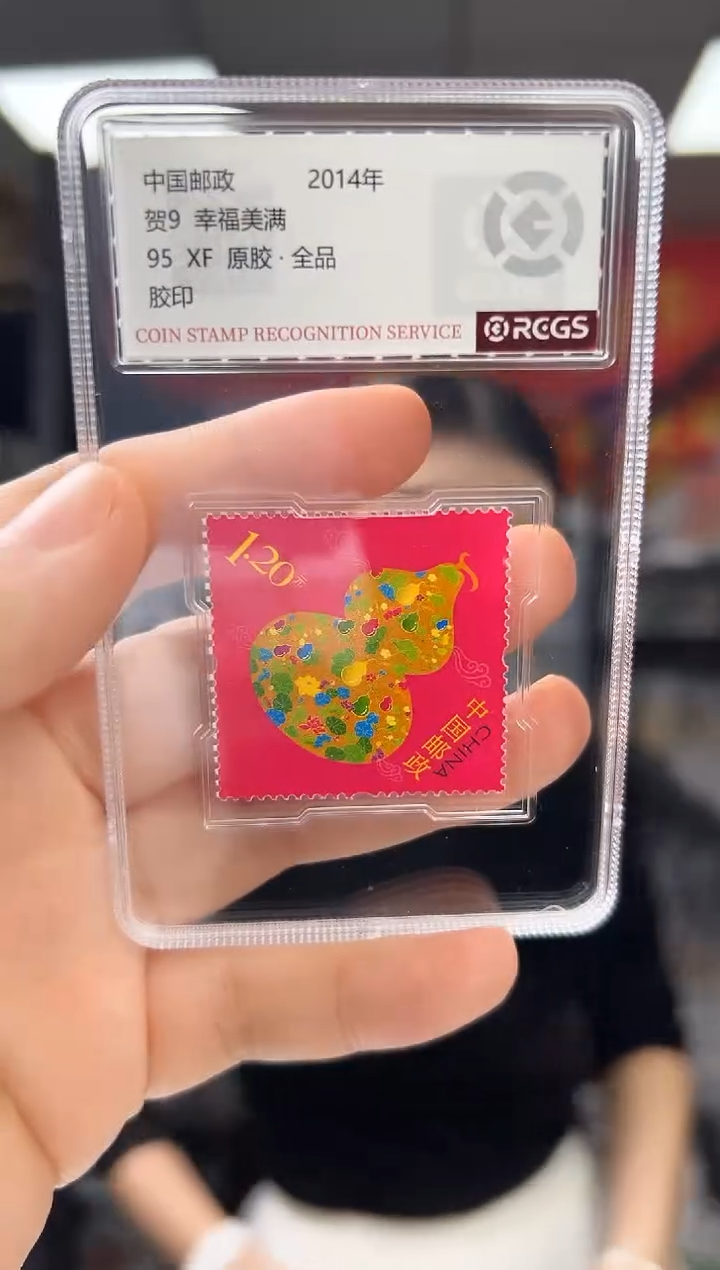 中国邮政 2014年
贺9 幸福美满
95 XF 原胶·全品
胶印
COIN STAMP RECOGNITION SERVICE RCGS
1.20元
中国邮政
CHINA